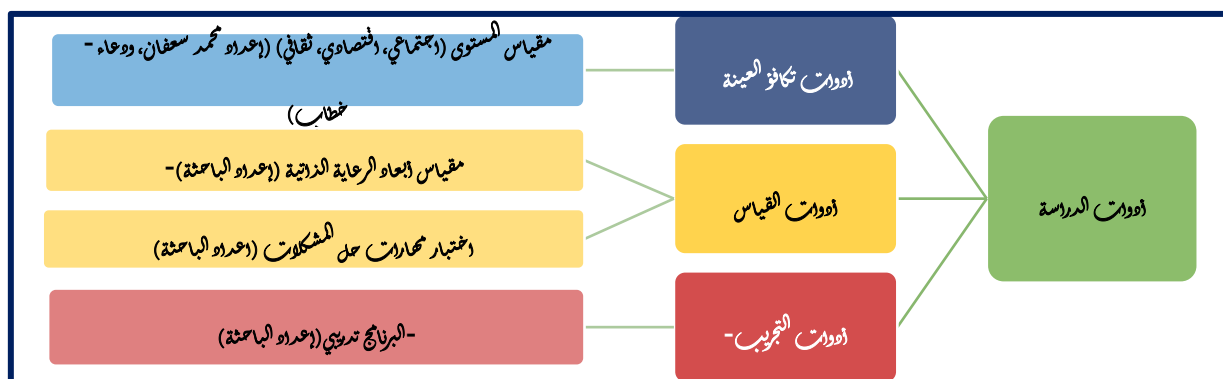 أدوات الدراسة
أدوات تكافؤ العينة
مقياس المستوى (اجتماعي، اقتصادي، ثقافي) (إعداد محمد سعفان، ودعاء -
خطاب)
أدوات القياس
مقياس أبعاد الرعاية الذاتية (إعداد الباحثة)-
اختبار مهارات حل المشكلات (اعداد الباحثة)
أدوات التجريب-
-البرنامج تدريبي(إعداد الباحثة)